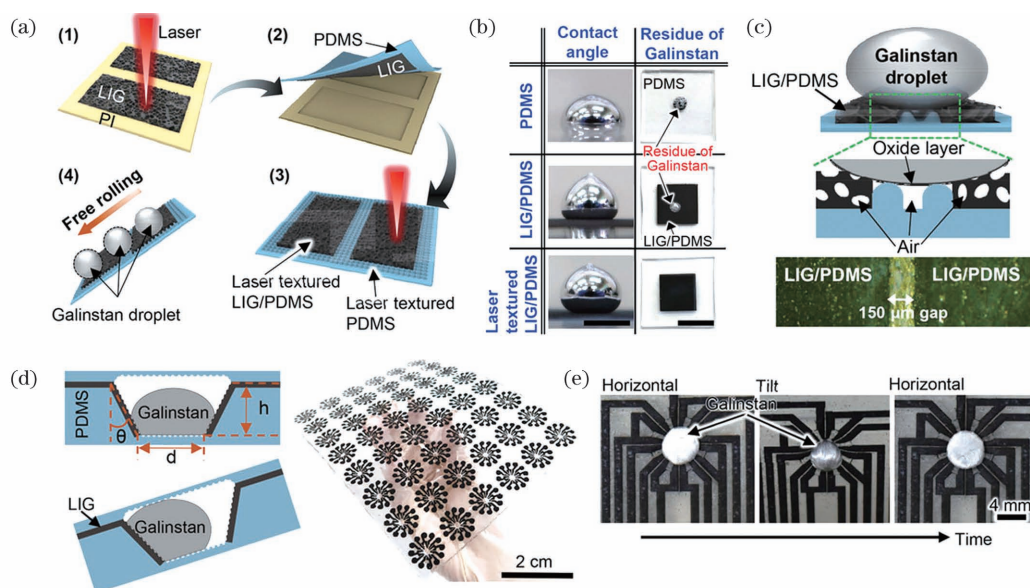 (a)
(1)
Laser
LIG
PI
(2)
PDMS
LIG
(4)
Free rolling
Galinstan droplet
(3)
Laser textured
LIG/PDMS
Laser textured
PDMS
(b)
Contact
angle
Residue of
Galinstan
PDMS
PDMS
Residue of
Galinstan
LIG/PDMS
LIG/PDMS
Laser
textured
LIG/PDMS
(c)
Galinstan
droplet
LIG/PDMS
Oxide layer
Air
LIG/PDMS
LIG/PDMS
150 μm gap
(d)
PDMS
Galinstan
h
θ
d
LIG
Galinstan
2 cm
(e)
Horizontal
Tilt
Horizontal
Galinstan
4 mm
Time